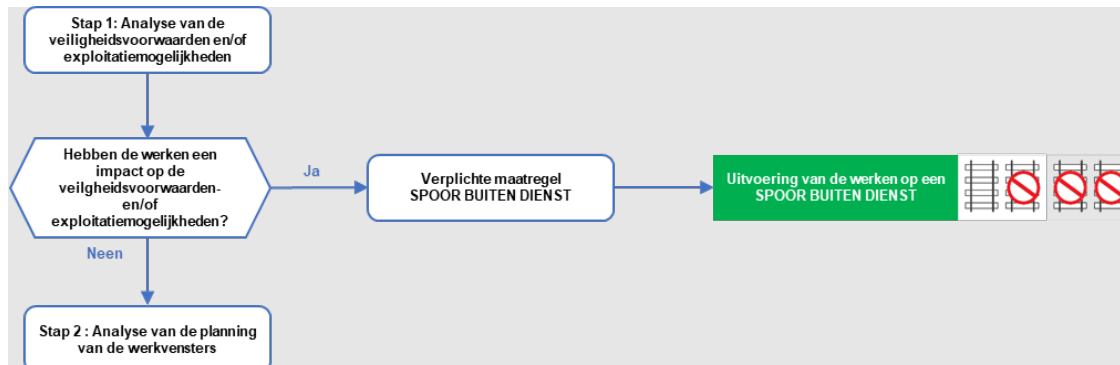 Stap 1: Analyse van de
veiligheidsvoorwaarden en/of
exploitatiemogelijkheden
Hebben de werken een
impact op de
veilgheidsvoorwaarden-
en/of
exploitatiemogelijkheden?
Ja
Verplichte maatregel
SPOOR BUITEN DIENST
Uitvoering van de werken op een
SPOOR BUITEN DIENST
Neen
Stap 2 : Analyse van de planning
van de werkvensters